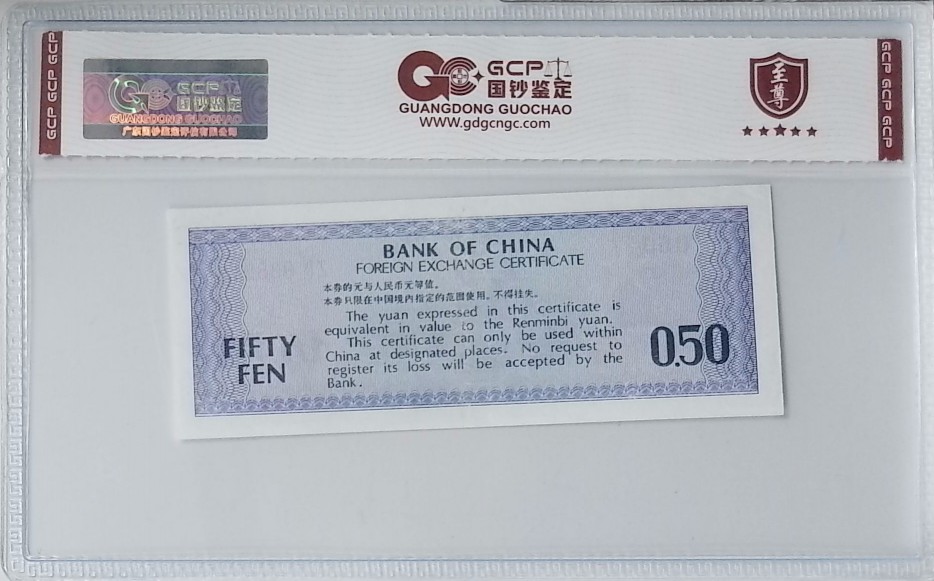 GCP GCP GCP
GCP
国钞鉴定
GUANGDONG GUOCHAO
广东国钞鉴定评估有限公司
GCP
国钞鉴定
GUANGDONG GUOCHAO
www.gdgcngc.com
至尊
GCP GCP GCP
BANK OF CHINA
FOREIGN EXCHANGE CERTIFICATE
本券的元与人民币元等值。
本券只限在中国境内指定的范围使用。不得挂失。
The yuan expressed in this certificate is
equivalent in value to the Renminbi yuan.
This certificate can only be used within
China at designated places. No request to
register its loss will be accepted by the
Bank.
FIFTY
FEN
0.50